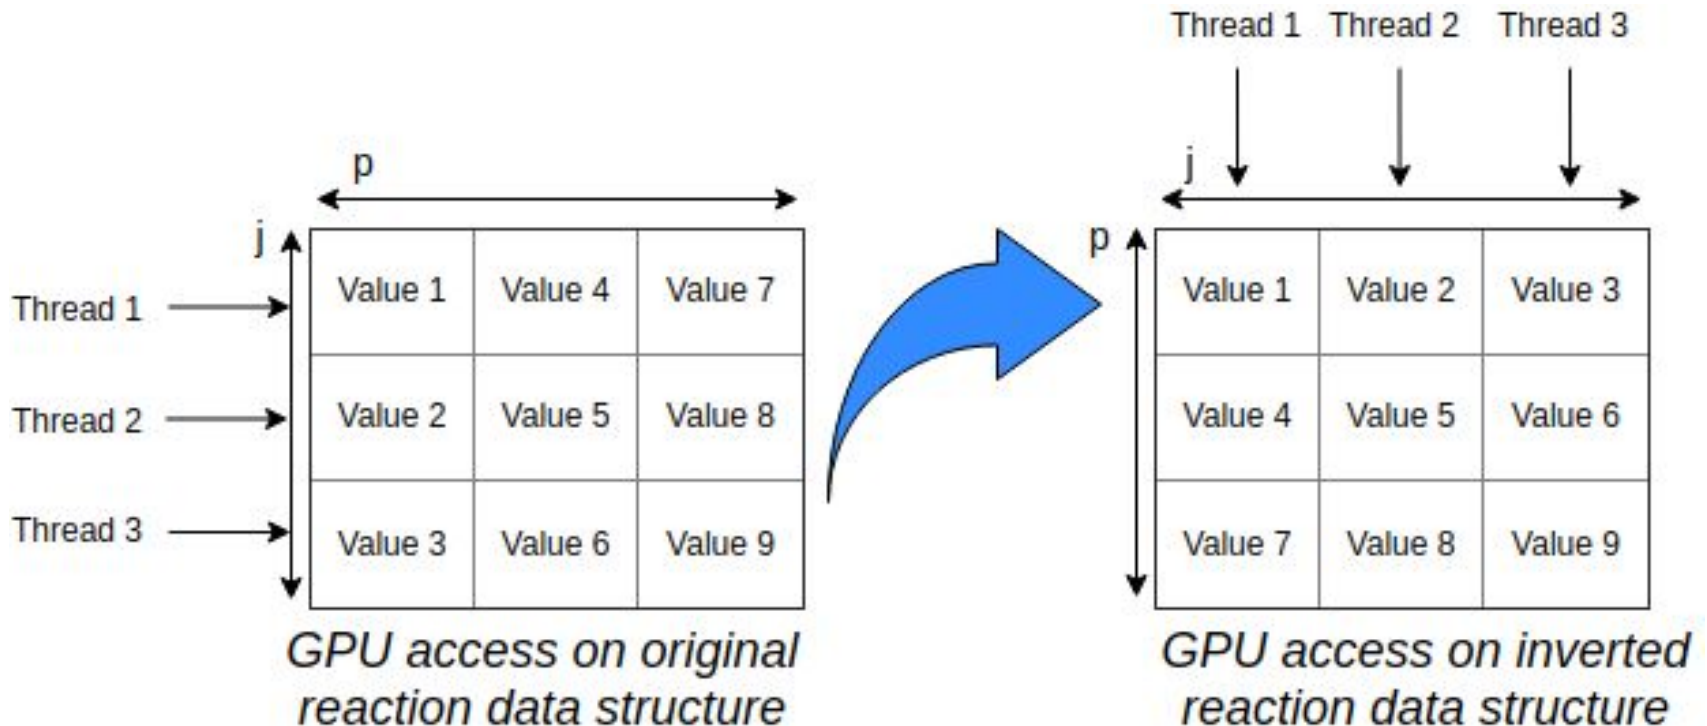 Thread 1 Thread 2 Thread 3
p
j
Value 1 Value 4 Value 7
Thread 1
Value 2 Value 5 Value 8
Thread 2
Value 3 Value 6 Value 9
Thread 3
GPU access on original
reaction data structure
j
p
Value 1 Value 2 Value 3
Value 4 Value 5 Value 6
Value 7 Value 8 Value 9
GPU access on inverted
reaction data structure